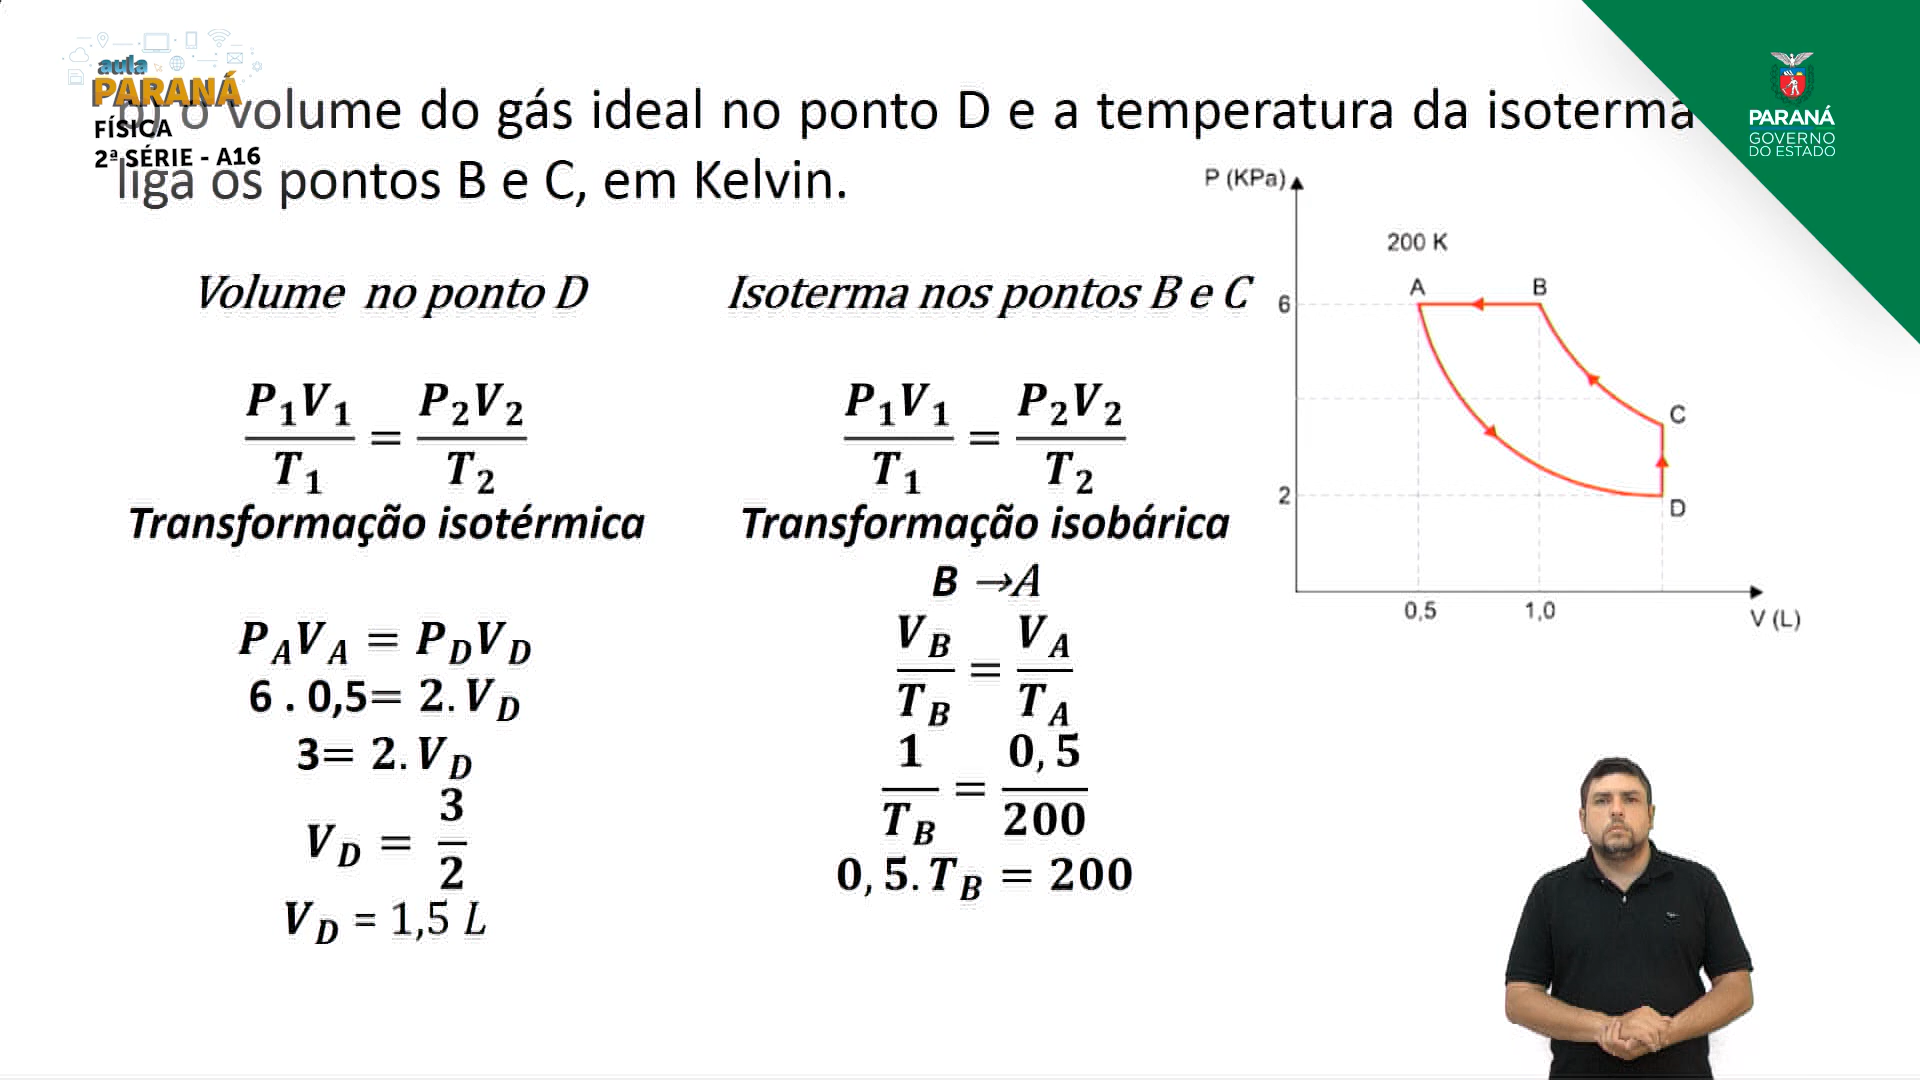 aula
PARANÁ
FÍSICA
2ª SÉRIE - A16
PARANÁ
GOVERNO
DO ESTADO
o volume do gás ideal no ponto D e a temperatura da isoterma
liga os pontos B e C, em Kelvin.
Volume no ponto D
P₁V₁/T₁ = P₂V₂/T₂
Transformação isotérmica
P_A V_A = P_D V_D
6 . 0,5= 2. V_D
3= 2. V_D
V_D = 3/2
V_D = 1,5 L
Isoterma nos pontos B e C
P₁V₁/T₁ = P₂V₂/T₂
Transformação isobárica
B →A
V_B/T_B = V_A/T_A
1/T_B = 0,5/200
0,5. T_B = 200
P (KPa)
200 K
A
B
6
C
2
D
0,5
1,0
V (L)